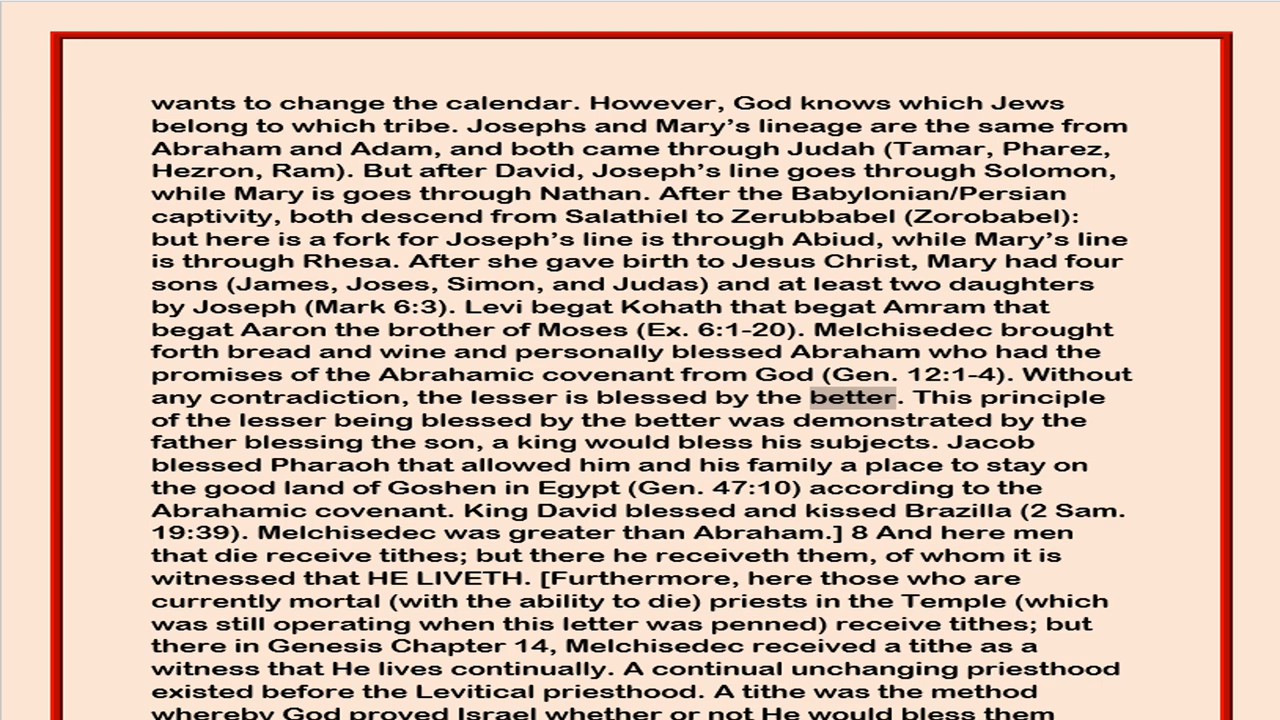 wants to change the calendar. However, God knows which Jews
belong to which tribe. Josephs and Mary’s lineage are the same from
Abraham and Adam, and both came through Judah (Tamar, Pharez,
Hezron, Ram). But after David, Joseph’s line goes through Solomon,
while Mary is goes through Nathan. After the Babylonian/Persian
captivity, both descend from Salathiel to Zerubbabel (Zorobabel):
but here is a fork for Joseph’s line is through Abiud, while Mary’s line
is through Rhesa. After she gave birth to Jesus Christ, Mary had four
sons (James, Joses, Simon, and Judas) and at least two daughters
by Joseph (Mark 6:3). Levi begat Kohath that begat Amram that
begat Aaron the brother of Moses (Ex. 6:1-20). Melchisedec brought
forth bread and wine and personally blessed Abraham who had the
promises of the Abrahamic covenant from God (Gen. 12:1-4). Without
any contradiction, the lesser is blessed by the better. This principle
of the lesser being blessed by the better was demonstrated by the
father blessing the son, a king would bless his subjects. Jacob
blessed Pharaoh that allowed him and his family a place to stay on
the good land of Goshen in Egypt (Gen. 47:10) according to the
Abrahamic covenant. King David blessed and kissed Brazilla (2 Sam.
19:39). Melchisedec was greater than Abraham.] 8 And here men
that die receive tithes; but there he receiveth them, of whom it is
witnessed that HE LIVETH. [Furthermore, here those who are
currently mortal (with the ability to die) priests in the Temple (which
was still operating when this letter was penned) receive tithes; but
there in Genesis Chapter 14, Melchisedec received a tithe as a
witness that He lives continually. A continual unchanging priesthood
existed before the Levitical priesthood. A tithe was the method
whereby God proved Israel whether or not He would bless them